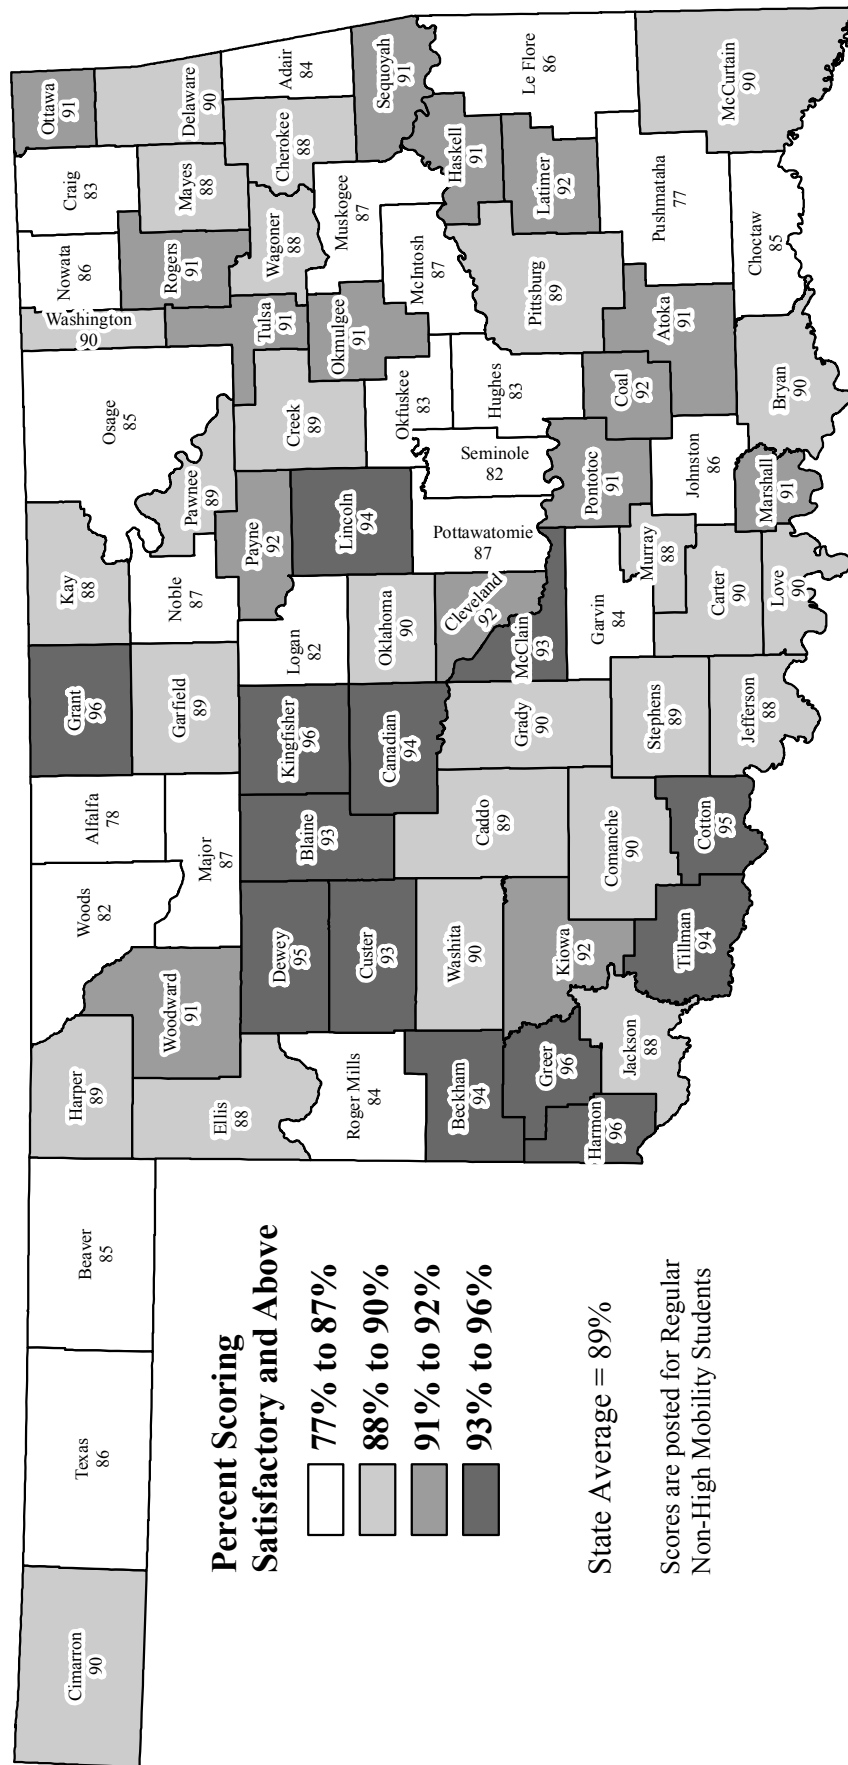 Cimarron
90
Texas
86
Beaver
85
Harper
89
Woods
82
Alfalfa
78
Grant
96
Kay
88
Osage
85
Washington
90
Nowata
86
Craig
83
Ottawa
91
Ellis
88
Woodward
91
Major
87
Garfield
89
Noble
87
Pawnee
89
Rogers
91
Mayes
88
Delaware
90
Roger Mills
84
Dewey
95
Blaine
93
Kingfisher
96
Logan
82
Payne
92
Creek
89
Tulsa
91
Wagoner
88
Cherokee
88
Adair
84
Beckham
94
Custer
93
Canadian
94
Oklahoma
90
Lincoln
94
Okfuskee
83
Okmulgee
91
Muskogee
87
Sequoyah
91
Washita
90
Caddo
89
Grady
90
Cleveland
92
McClain
93
Pottawatomie
87
Seminole
82
Hughes
83
McIntosh
87
Haskell
91
Le Flore
86
Harmon
96
Greer
96
Kiowa
92
Comanche
90
Garvin
84
Pontotoc
91
Coal
92
Pittsburg
89
Latimer
92
Jackson
88
Tillman
94
Cotton
95
Stephens
89
Murray
88
Johnston
86
Atoka
91
Pushmataha
77
McCurtain
90
Jefferson
88
Carter
90
Love
90
Marshall
91
Bryan
90
Choctaw
85
Percent Scoring
Satisfactory and Above
77% to 87%
88% to 90%
91% to 92%
93% to 96%
State Average = 89%
Scores are posted for Regular
Non-High Mobility Students